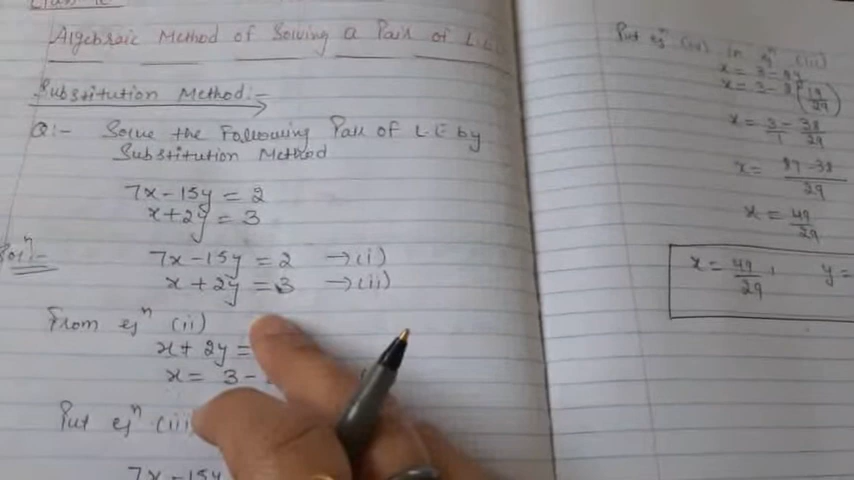 Algebraic Method of Solving a Pair of L.E
Substitution Method:-
Q:- Solve the Following Pair of L.E by
Substitution Method
7x-15y = 2
x+2y = 3
Solⁿ:-
7x-15y = 2 →(i)
x + 2y = 3 →(ii)
From eqⁿ (ii)
x+ 2y =
x = 3 -
Put eqⁿ (iii)
7x-15y
Put eqⁿ (iv) in eqⁿ (iii)
x = 3 - 2y
x = 3 - 2(19/29)
x = 3/1 - 38/29
x = 87-38/29
x = 49/29
x = 49/29, y =